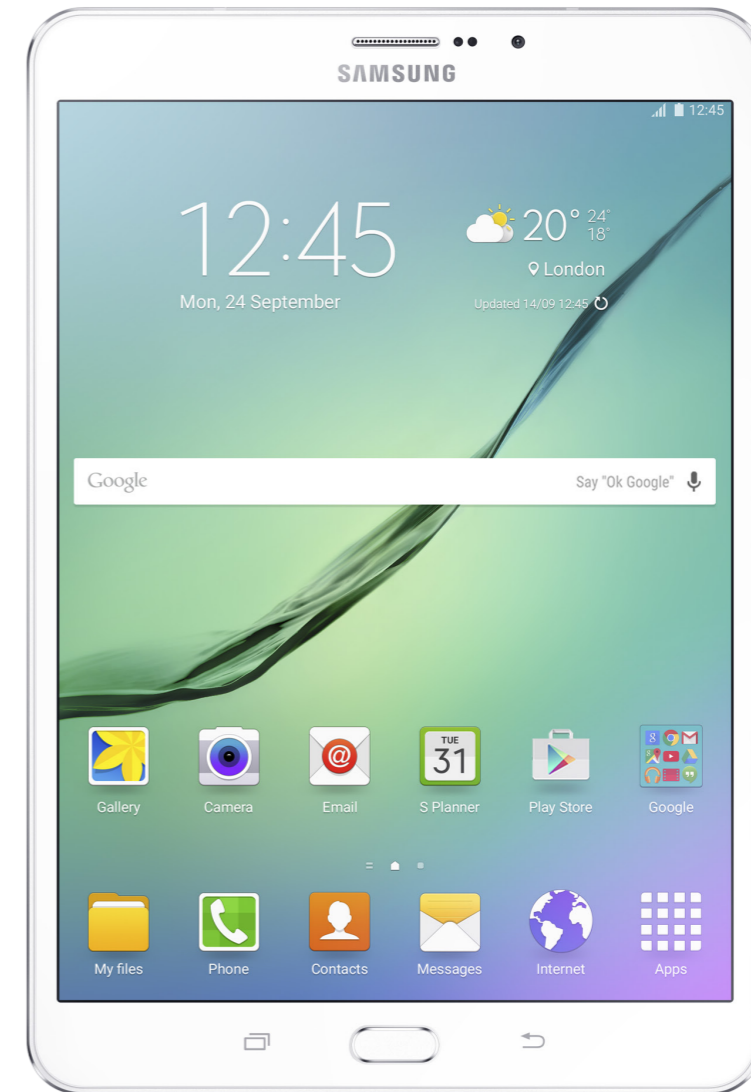 SAMSUNG
12:45
12:45
20° 24°
18°
London
Mon, 24 September
Updated 14/09 12:45
Google
Say "Ok Google"
@
TUE
31
8
Gallery
Camera
Email
S Planner
Play Store
Google
My files
Phone
Contacts
Messages
Internet
Apps